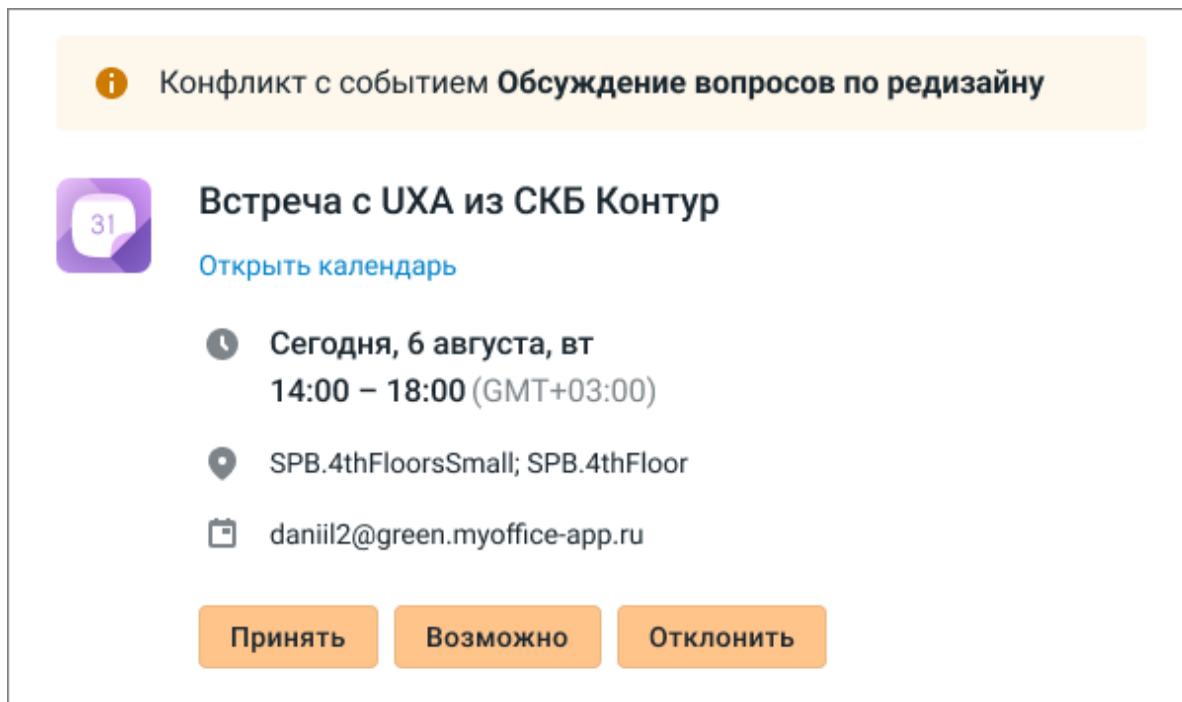 Конфликт с событием Обсуждение вопросов по редизайну
Встреча с UXA из СКБ Контур
31
Открыть календарь
Сегодня, 6 августа, вт
14:00 – 18:00 (GMT+03:00)
SPB.4thFloorsSmall; SPB.4thFloor
daniil2@green.myoffice-app.ru
Принять Возможно Отклонить